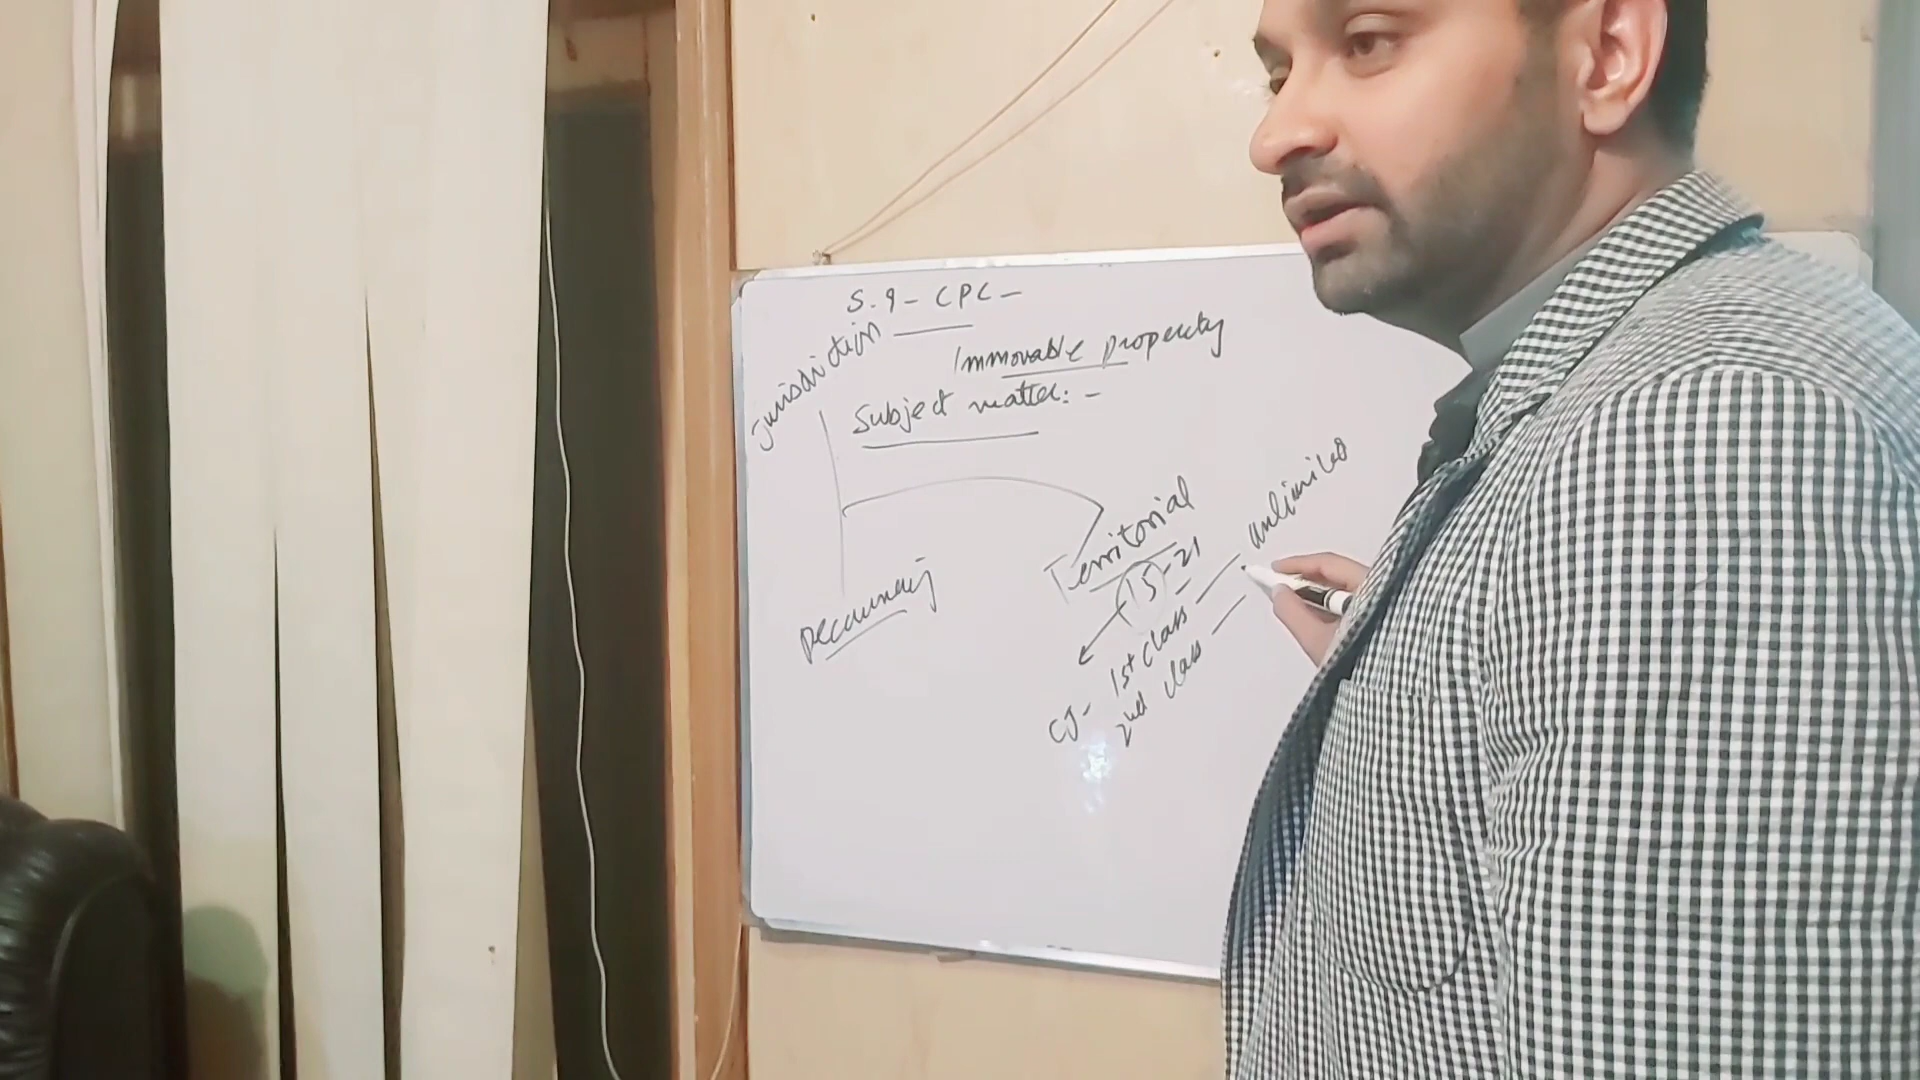 S.9 - CPC -
Jurisdiction
Immovable property
Subject matter: -
Territorial
15-21
unlimited
pecuniary
CJ- 1st class
2nd class